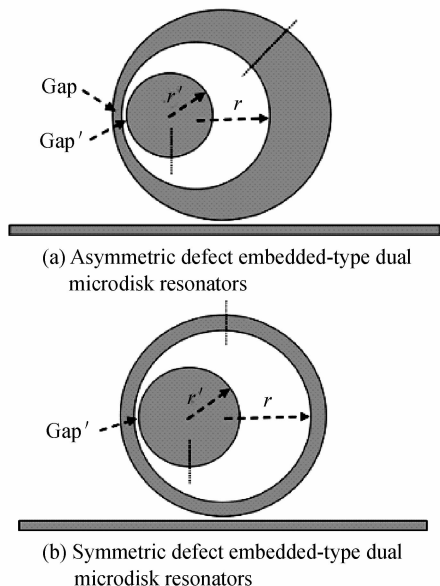 Gap
Gap′
r′
r
(a) Asymmetric defect embedded-type dual
microdisk resonators
Gap′
r′
r
(b) Symmetric defect embedded-type dual
microdisk resonators